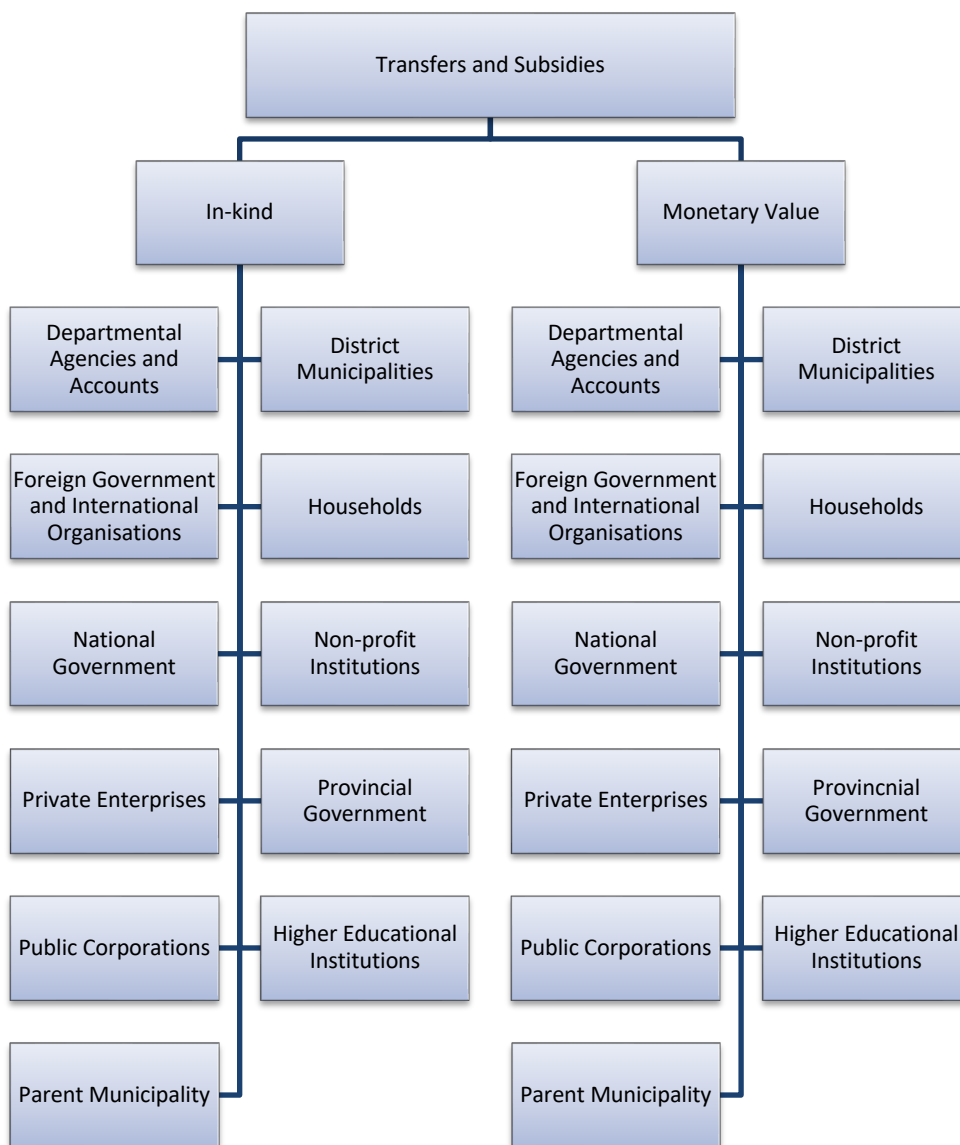 Transfers and Subsidies
In-kind
Monetary Value
Departmental
Agencies and
Accounts
District
Municipalities
Departmental
Agencies and
Accounts
District
Municipalities
Foreign Government
and International
Organisations
Households
Foreign Government
and International
Organisations
Households
National
Government
Non-profit
Institutions
National
Government
Non-profit
Institutions
Private Enterprises
Provincial
Government
Private Enterprises
Provincnial
Government
Public Corporations
Higher Educational
Institutions
Public Corporations
Higher Educational
Institutions
Parent Municipality
Parent Municipality